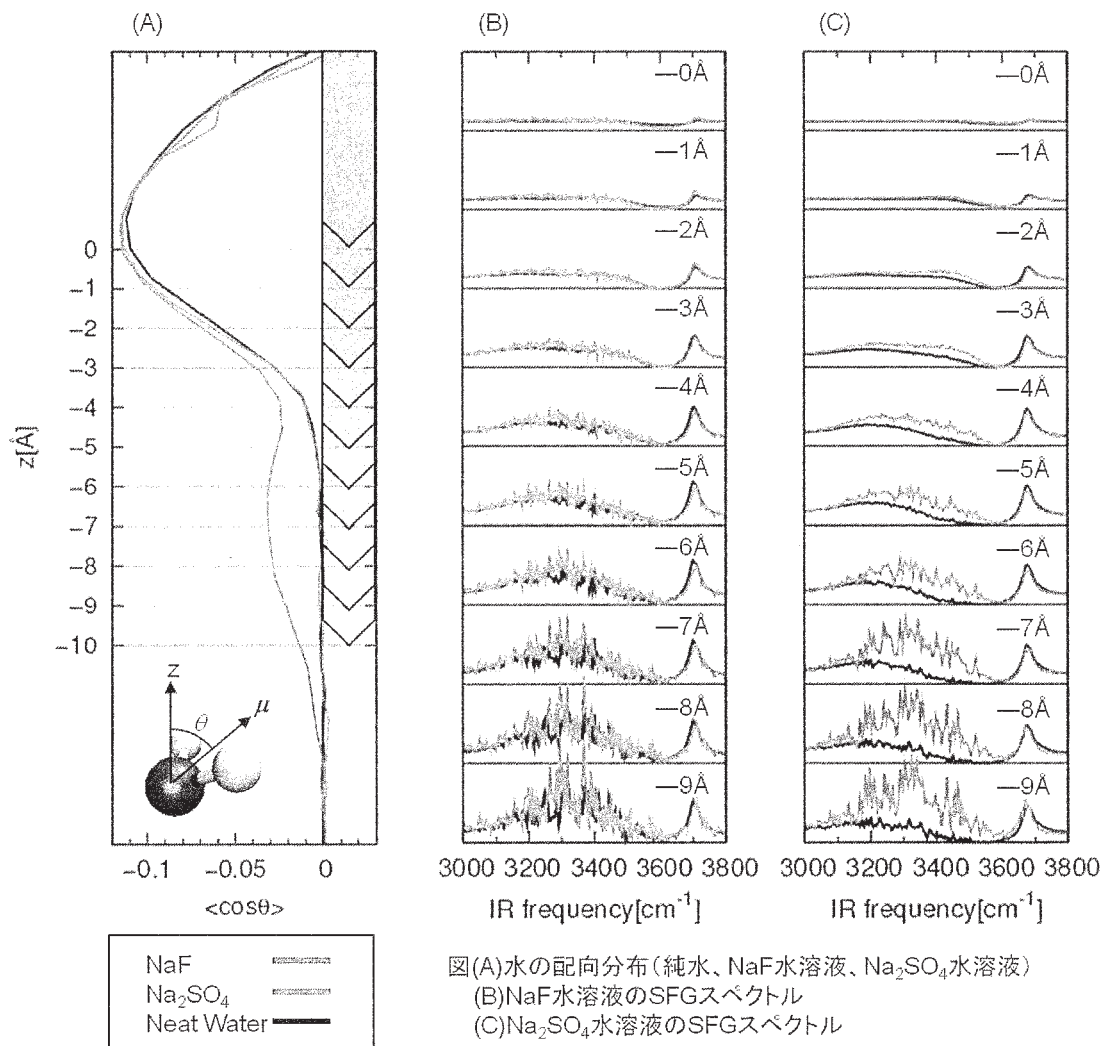 (A)
(B)
(C)
0
−1
−2
−3
−4
−5
−6
−7
−8
−9
−10
z[Å]
z
θ
μ
−0.1
−0.05
0
<cosθ>
—0Å
—1Å
—2Å
—3Å
—4Å
—5Å
—6Å
—7Å
—8Å
—9Å
3000 3200 3400 3600 3800
IR frequency[cm⁻¹]
—0Å
—1Å
—2Å
—3Å
—4Å
—5Å
—6Å
—7Å
—8Å
—9Å
3000 3200 3400 3600 3800
IR frequency[cm⁻¹]
NaF
Na₂SO₄
Neat Water
図(A)水の配向分布(純水、NaF水溶液、Na₂SO₄水溶液)
(B)NaF水溶液のSFGスペクトル
(C)Na₂SO₄水溶液のSFGスペクトル